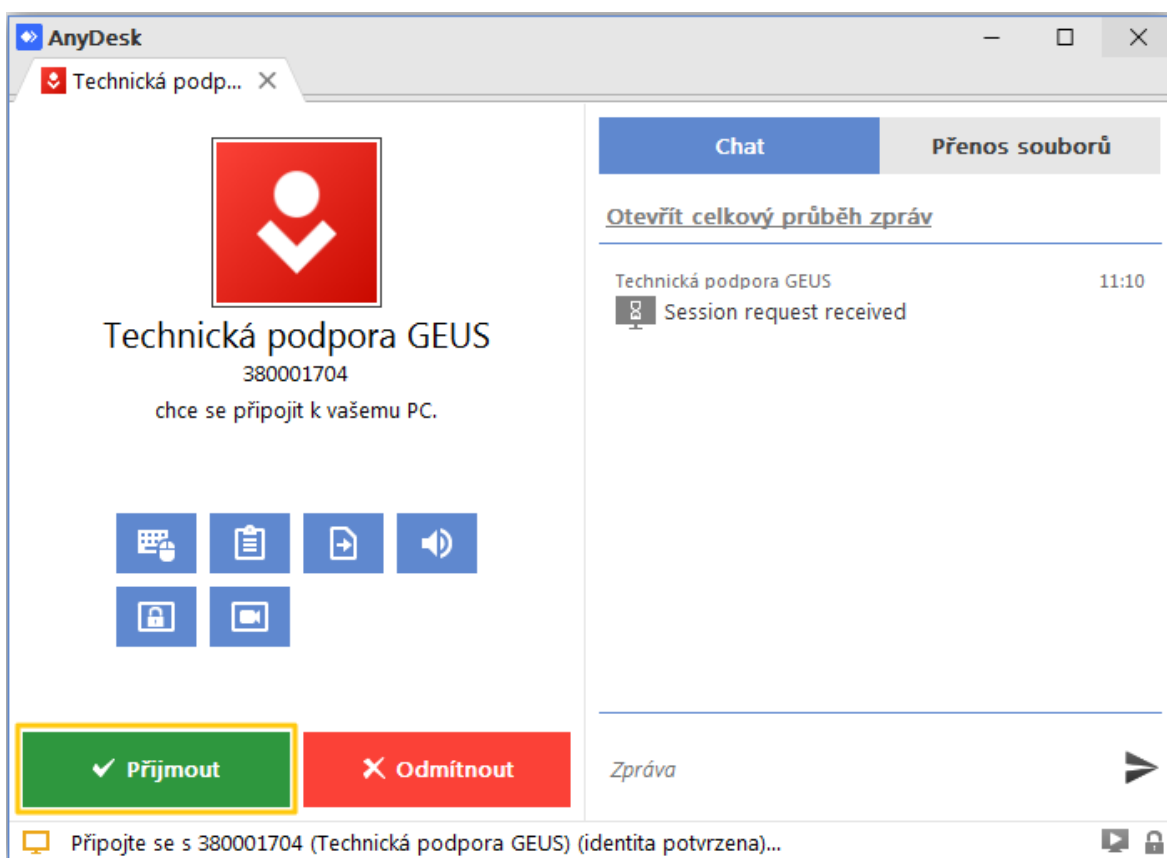 AnyDesk
Technická podp...
Technická podpora GEUS
380001704
chce se připojit k vašemu PC.
Přijmout
Odmítnout
Chat
Přenos souborů
Otevřít celkový průběh zpráv
Technická podpora GEUS 11:10
Session request received
Zpráva
Připojte se s 380001704 (Technická podpora GEUS) (identita potvrzena)...